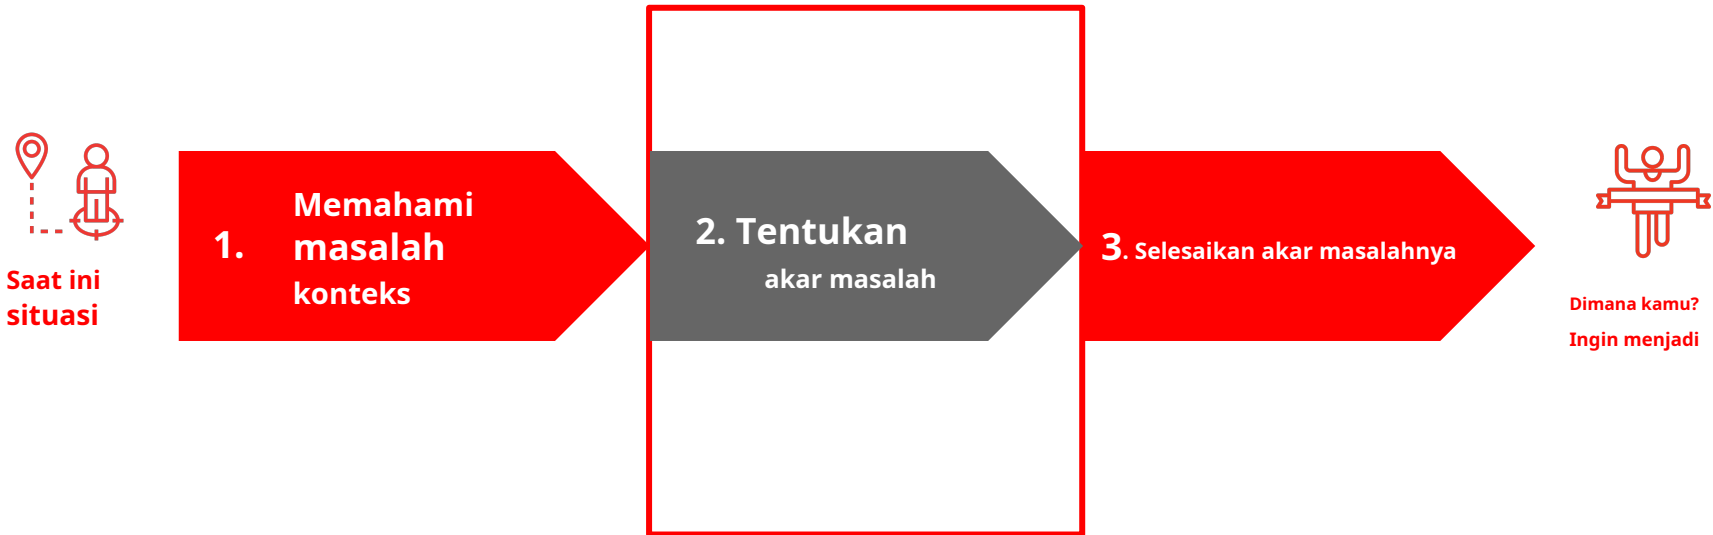 Saat ini
situasi
1.
Memahami
masalah
konteks
2. Tentukan
akar masalah
3. Selesaikan akar masalahnya
Dimana kamu?
Ingin menjadi